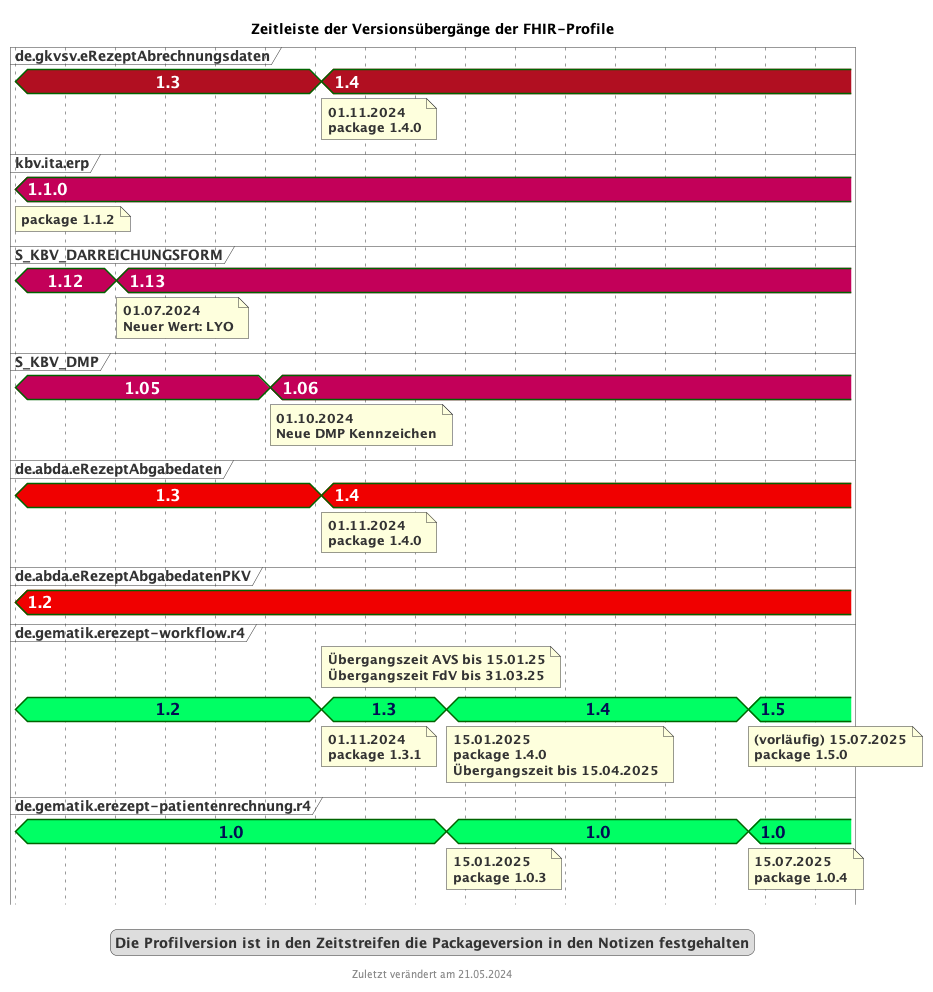 Zeitleiste der Versionsübergänge der FHIR-Profile
de.gkvsv.eRezeptAbrechnungsdaten
1.3
1.4
01.11.2024
package 1.4.0
kbv.ita.erp
1.1.0
package 1.1.2
S_KBV_DARREICHUNGSFORM
1.12
1.13
01.07.2024
Neuer Wert: LYO
S_KBV_DMP
1.05
1.06
01.10.2024
Neue DMP Kennzeichen
de.abda.eRezeptAbgabedaten
1.3
1.4
01.11.2024
package 1.4.0
de.abda.eRezeptAbgabedatenPKV
1.2
de.gematik.erezept-workflow.r4
Übergangszeit AVS bis 15.01.25
Übergangszeit FdV bis 31.03.25
1.2
1.3
1.4
1.5
01.11.2024
package 1.3.1
15.01.2025
package 1.4.0
Übergangszeit bis 15.04.2025
(vorläufig) 15.07.2025
package 1.5.0
de.gematik.erezept-patientenrechnung.r4
1.0
1.0
1.0
15.01.2025
package 1.0.3
15.07.2025
package 1.0.4
Die Profilversion ist in den Zeitstreifen die Packageversion in den Notizen festgehalten
Zuletzt verändert am 21.05.2024